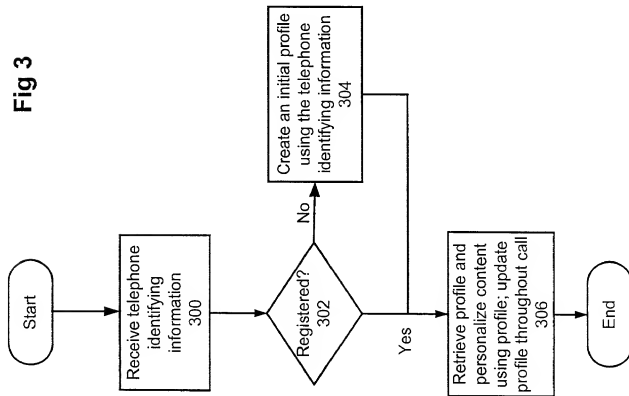 Fig 3
Start
Receive telephone
identifying
information
300
Registered?
302
No
Create an initial profile
using the telephone
identifying information
304
Yes
Retrieve profile and
personalize content
using profile; update
profile throughout call
306
End